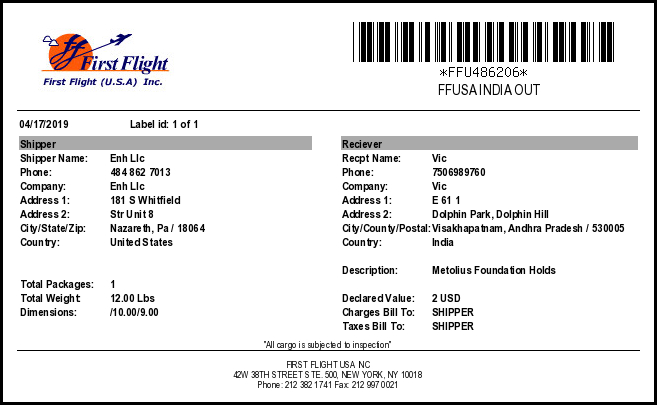 First Flight
First Flight (U.S.A) Inc.
*FFU486206*
FFUSA INDIA OUT
04/17/2019 Label id: 1 of 1
Shipper
Shipper Name: Enh Llc
Phone: 484 862 7013
Company: Enh Llc
Address 1: 181 S Whitfield
Address 2: Str Unit 8
City/State/Zip: Nazareth, Pa / 18064
Country: United States
Total Packages: 1
Total Weight: 12.00 Lbs
Dimensions: /10.00/9.00
Reciever
Recpt Name: Vic
Phone: 7506989760
Company: Vic
Address 1: E 61 1
Address 2: Dolphin Park, Dolphin Hill
City/County/Postal: Visakhapatnam, Andhra Pradesh / 530005
Country: India
Description: Metolius Foundation Holds
Declared Value: 2 USD
Charges Bill To: SHIPPER
Taxes Bill To: SHIPPER
"All cargo is subjected to inspection"
FIRST FLIGHT USA INC
42W 38TH STREET STE. 500, NEW YORK, NY 10018
Phone: 212 382 1741 Fax: 212 997 0021